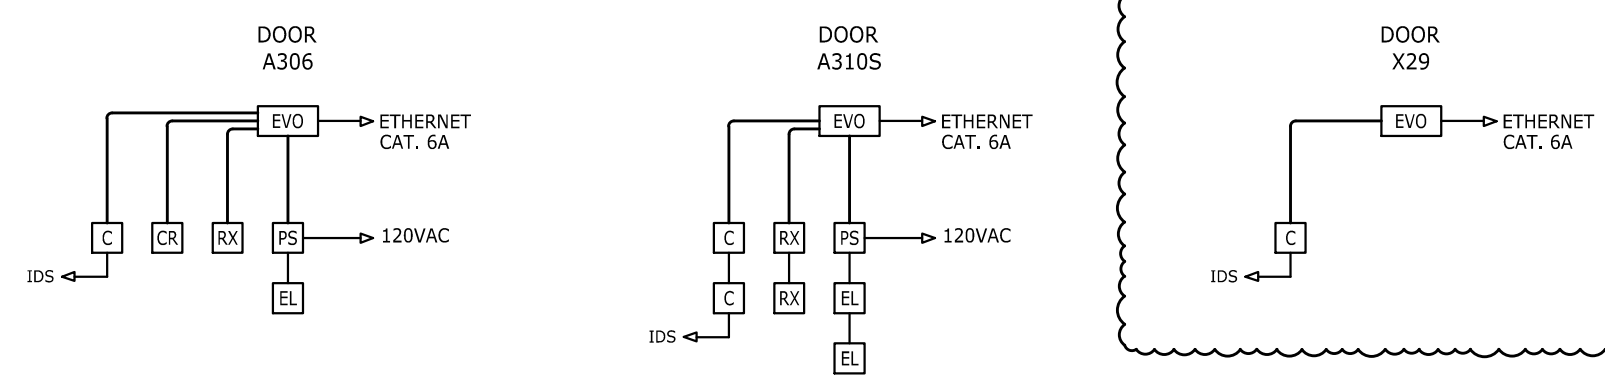 DOOR
A306
EVO
ETHERNET
CAT. 6A
C
CR
RX
PS
120VAC
IDS
EL
DOOR
A310S
EVO
ETHERNET
CAT. 6A
C
RX
PS
120VAC
C
RX
EL
IDS
EL
DOOR
X29
EVO
ETHERNET
CAT. 6A
C
IDS